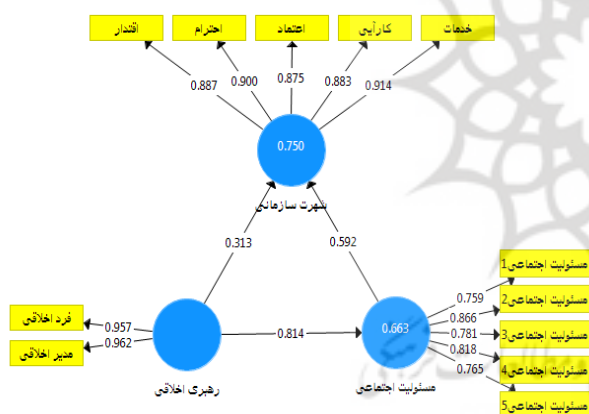 خدمات کارآیی اعتماد احترام اقتدار
0.914 0.883 0.875 0.900 0.887
0.750
شهرت سازمانی
0.592 0.313
مسئولیت اجتماعی1
0.759
مسئولیت اجتماعی2
0.866
مسئولیت اجتماعی3
0.781
مسئولیت اجتماعی4
0.818
مسئولیت اجتماعی5
0.765
0.663
0.814
فرد اخلاقی
0.957
مدیر اخلاقی
0.962
مسئولیت اجتماعی
رهبری اخلاقی